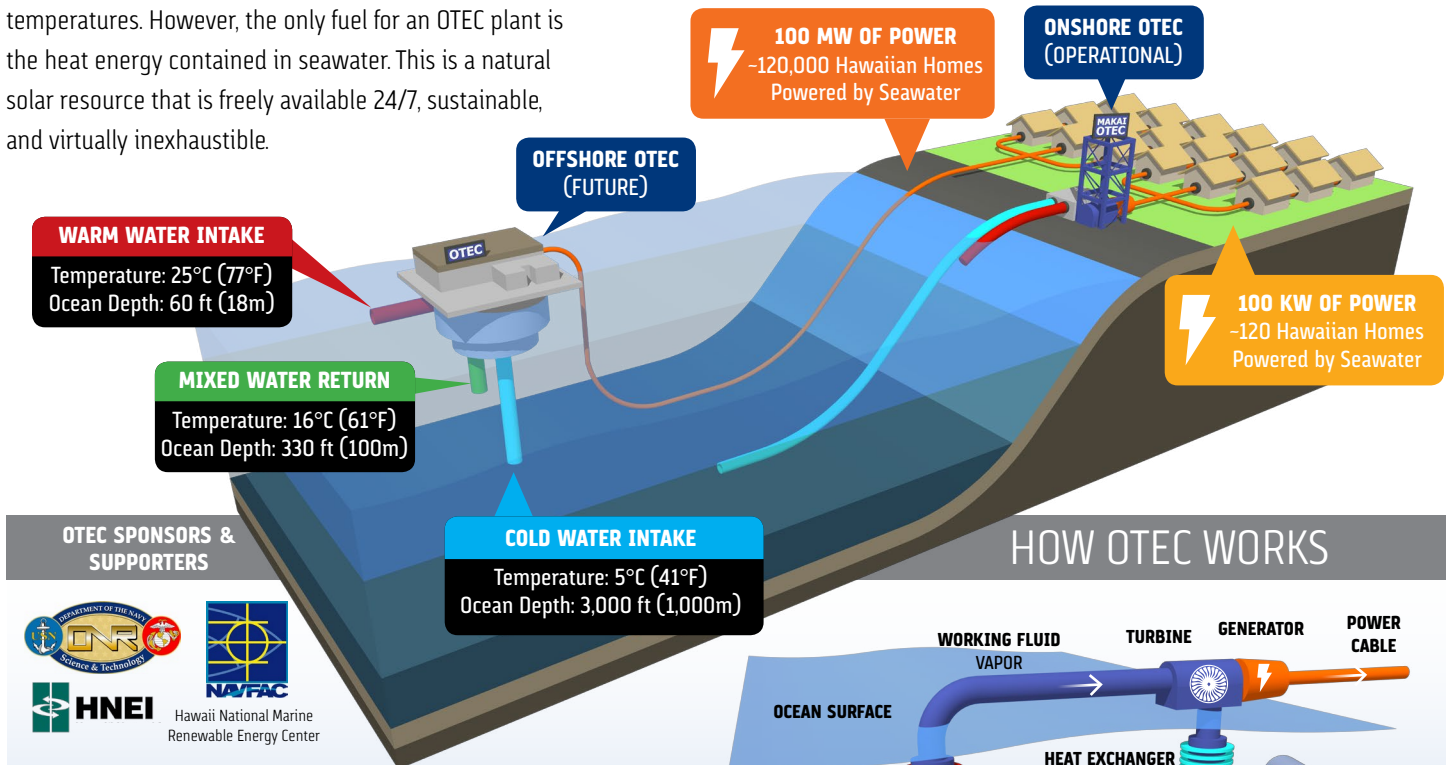 temperatures. However, the only fuel for an OTEC plant is
the heat energy contained in seawater. This is a natural
solar resource that is freely available 24/7, sustainable,
and virtually inexhaustible.
100 MW OF POWER
~120,000 Hawaiian Homes
Powered by Seawater
ONSHORE OTEC
(OPERATIONAL)
MAKAI
OTEC
OFFSHORE OTEC
(FUTURE)
OTEC
WARM WATER INTAKE
Temperature: 25°C (77°F)
Ocean Depth: 60 ft (18m)
100 KW OF POWER
~120 Hawaiian Homes
Powered by Seawater
MIXED WATER RETURN
Temperature: 16°C (61°F)
Ocean Depth: 330 ft (100m)
COLD WATER INTAKE
Temperature: 5°C (41°F)
Ocean Depth: 3,000 ft (1,000m)
OTEC SPONSORS &
SUPPORTERS
DEPARTMENT OF THE NAVY
USN
ONR
Science & Technology
NAVFAC
HNEI
Hawaii National Marine
Renewable Energy Center
HOW OTEC WORKS
WORKING FLUID
VAPOR
TURBINE
GENERATOR
POWER
CABLE
OCEAN SURFACE
HEAT EXCHANGER